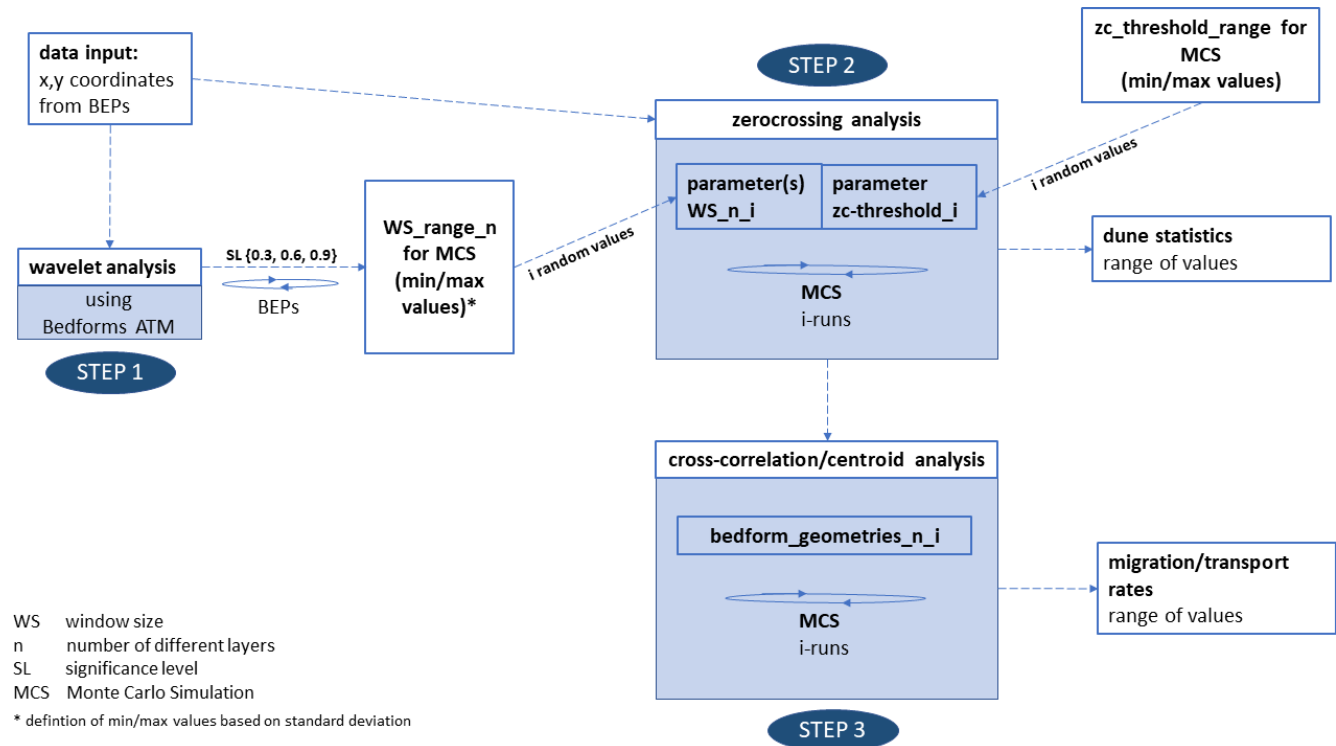 data input:
x,y coordinates
from BEPs
STEP 2
zc_threshold_range for
MCS
(min/max values)
zerocrossing analysis
i random values
parameter(s)
WS_n_i
parameter
zc-threshold_i
WS_range_n
for MCS
(min/max
values)*
i random values
SL {0.3, 0.6, 0.9}
BEPs
wavelet analysis
using
Bedforms ATM
STEP 1
MCS
i-runs
dune statistics
range of values
cross-correlation/centroid analysis
bedform_geometries_n_i
MCS
i-runs
migration/transport
rates
range of values
STEP 3
WS window size
n number of different layers
SL significance level
MCS Monte Carlo Simulation
* defintion of min/max values based on standard deviation